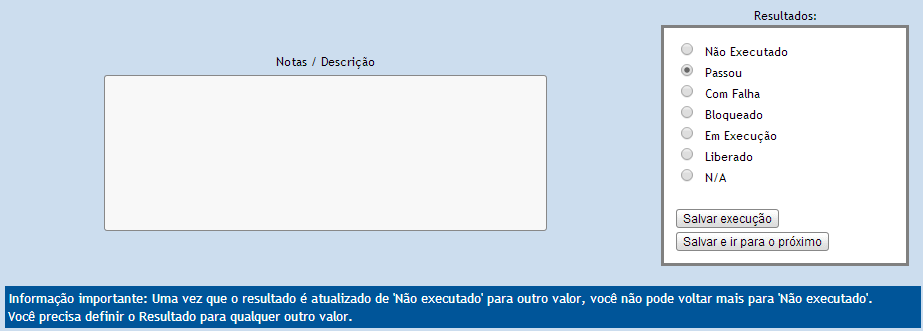 Resultados:
Notas / Descrição
Não Executado
Passou
Com Falha
Bloqueado
Em Execução
Liberado
N/A
Salvar execução
Salvar e ir para o próximo
Informação importante: Uma vez que o resultado é atualizado de 'Não executado' para outro valor, você não pode voltar mais para 'Não executado'.
Você precisa definir o Resultado para qualquer outro valor.